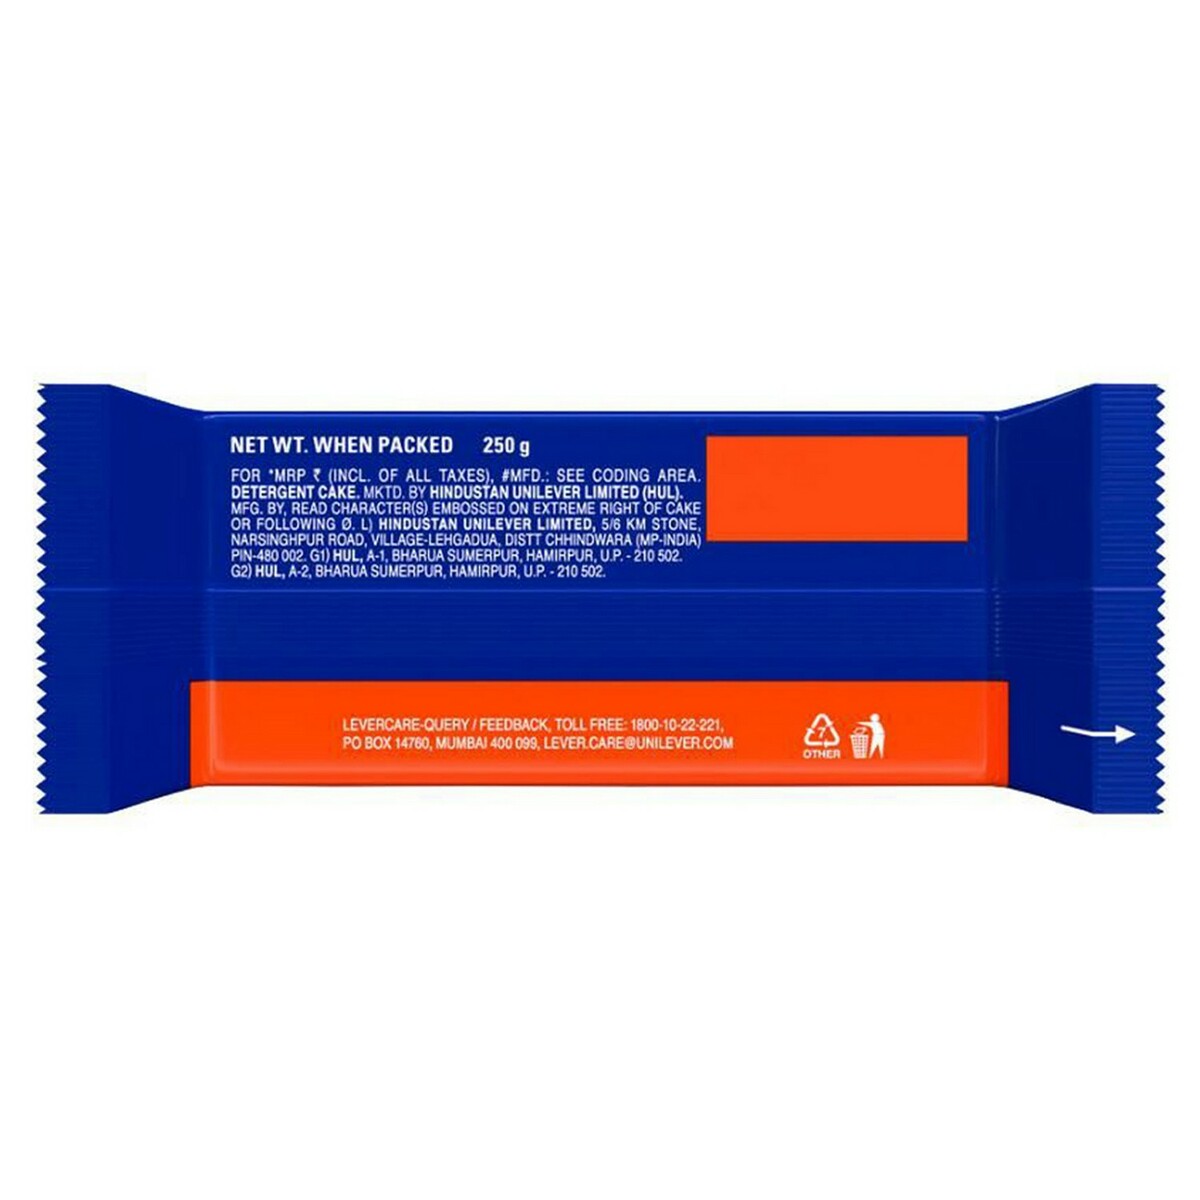 NET WT. WHEN PACKED 250 g
FOR *MRP ₹ (INCL. OF ALL TAXES), #MFD.: SEE CODING AREA.
DETERGENT CAKE. MKTD. BY HINDUSTAN UNILEVER LIMITED (HUL).
MFG. BY, READ CHARACTER(S) EMBOSSED ON EXTREME RIGHT OF CAKE
OR FOLLOWING Ø. L) HINDUSTAN UNILEVER LIMITED, 5/6 KM STONE,
NARSINGHPUR ROAD, VILLAGE-LEHGADUA, DISTT CHHINDWARA (MP-INDIA)
PIN-480 002. G1) HUL, A-1, BHARUA SUMERPUR, HAMIRPUR, U.P. - 210 502.
G2) HUL, A-2, BHARUA SUMERPUR, HAMIRPUR, U.P. - 210 502.
LEVERCARE-QUERY / FEEDBACK, TOLL FREE: 1800-10-22-221,
PO BOX 14760, MUMBAI 400 099, LEVER.CARE@UNILEVER.COM
7
OTHER